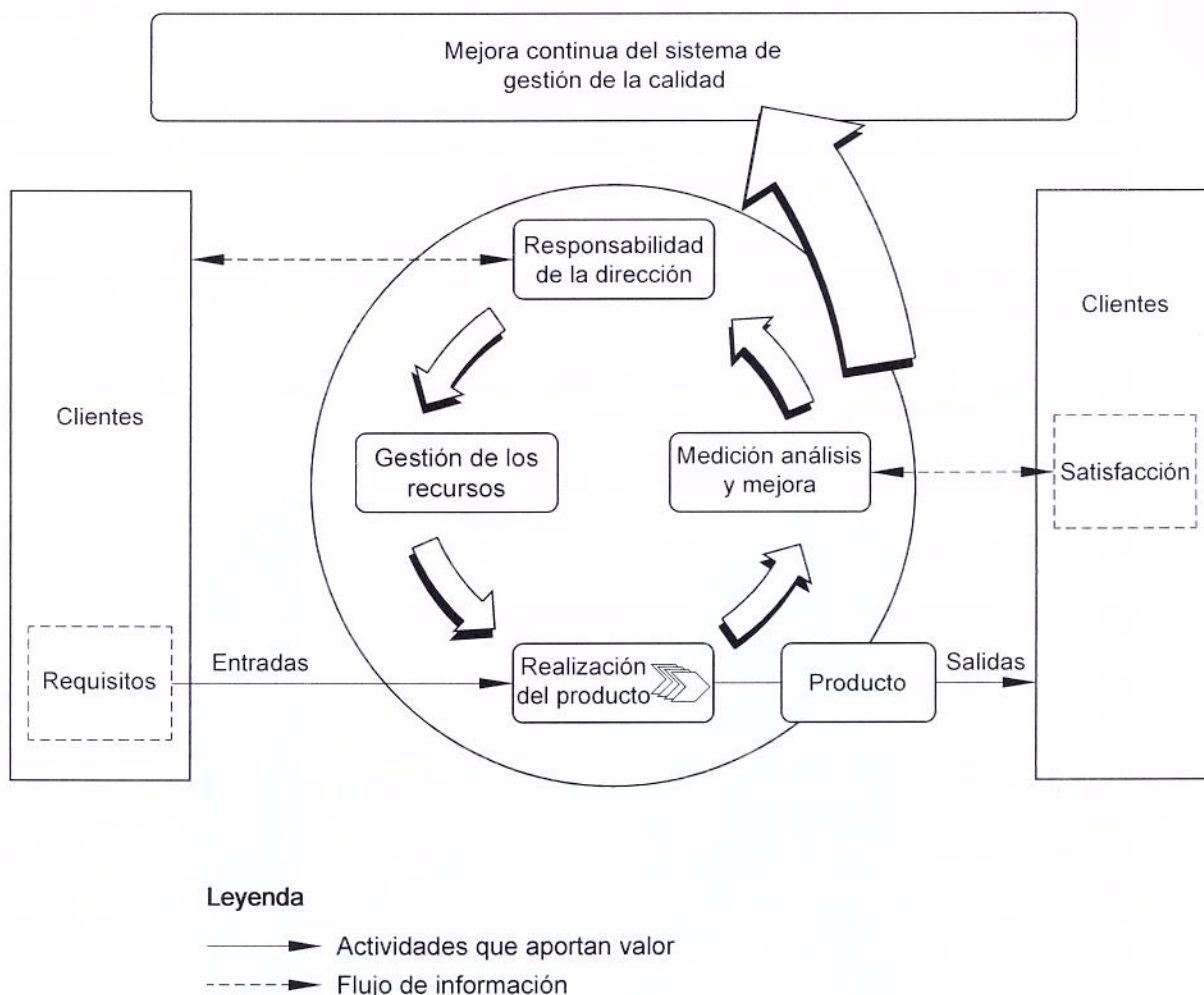 Mejora continua del sistema de
gestión de la calidad
Responsabilidad
de la dirección
Clientes
Clientes
Gestión de los
recursos
Medición análisis
y mejora
Satisfacción
Requisitos
Entradas
Realización
del producto
Producto
Salidas
Leyenda
Actividades que aportan valor
Flujo de información